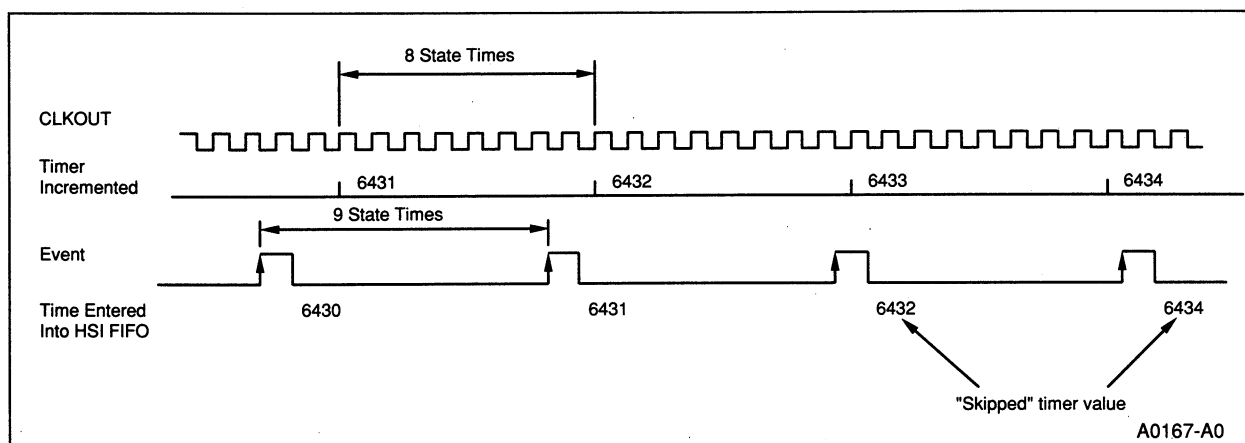 8 State Times
CLKOUT
Timer
Incremented
6431 6432 6433 6434
9 State Times
Event
Time Entered
Into HSI FIFO
6430 6431 6432 6434
"Skipped" timer value
A0167-A0